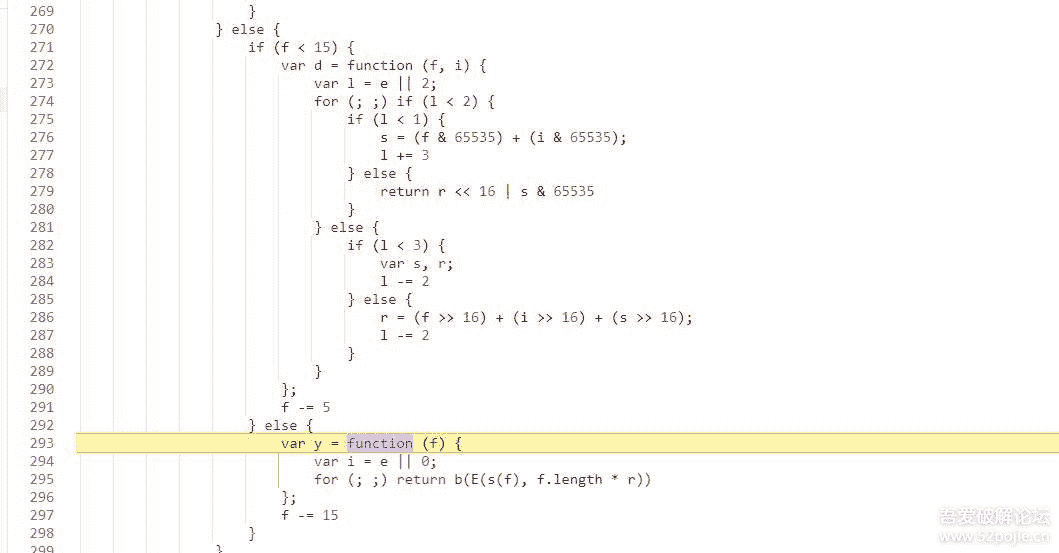 269 }
270 } else {
271 if (f < 15) {
272 var d = function (f, i) {
273 var l = e || 2;
274 for (; ;) if (l < 2) {
275 if (l < 1) {
276 s = (f & 65535) + (i & 65535);
277 l += 3
278 } else {
279 return r << 16 | s & 65535
280 }
281 } else {
282 if (l < 3) {
283 var s, r;
284 l -= 2
285 } else {
286 r = (f >> 16) + (i >> 16) + (s >> 16);
287 l -= 2
288 }
289 }
290 };
291 f -= 5
292 } else {
293 var y = function (f) {
294 var i = e || 0;
295 for (; ;) return b(E(s(f), f.length * r))
296 };
297 f -= 15
298 }
299 }
吾爱破解论坛
www.52pojie.cn